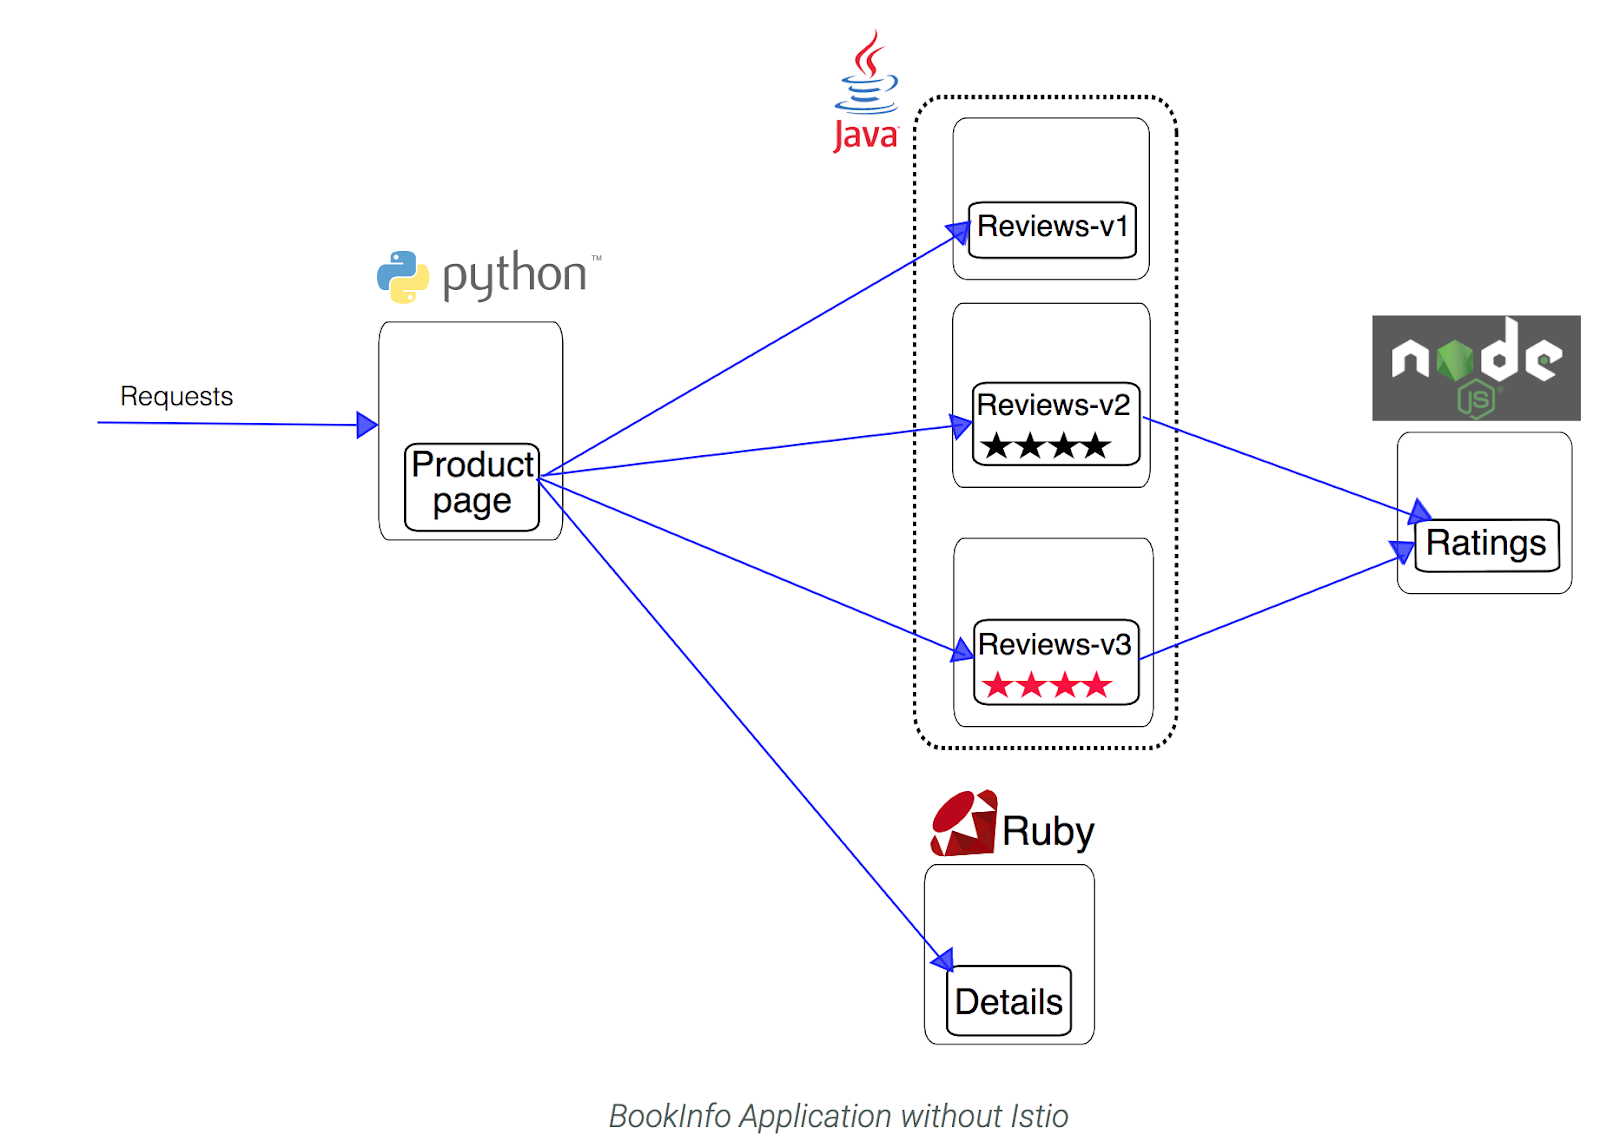 Java
Reviews-v1
python™
Requests
Product
page
Reviews-v2
node
JS
Ratings
Reviews-v3
Ruby
Details
BookInfo Application without Istio